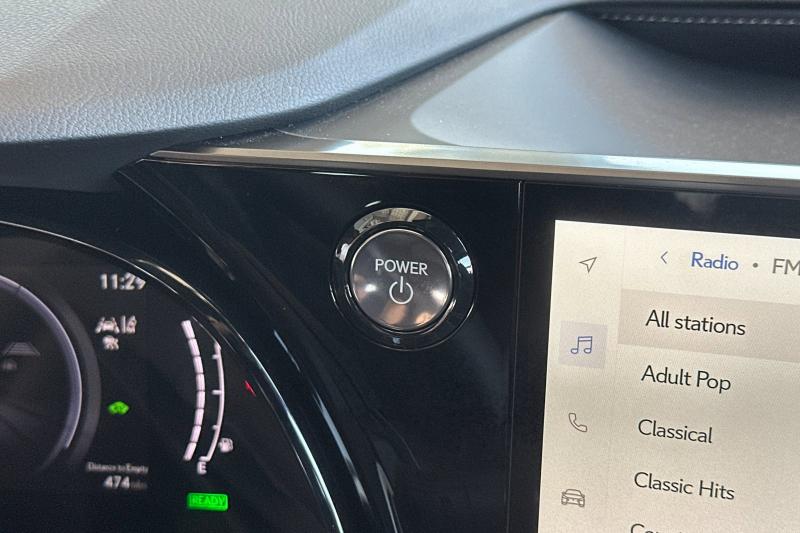 11:29
E
Distance to Empty
474
READY
POWER
Radio • FM
All stations
Adult Pop
Classical
Classic Hits